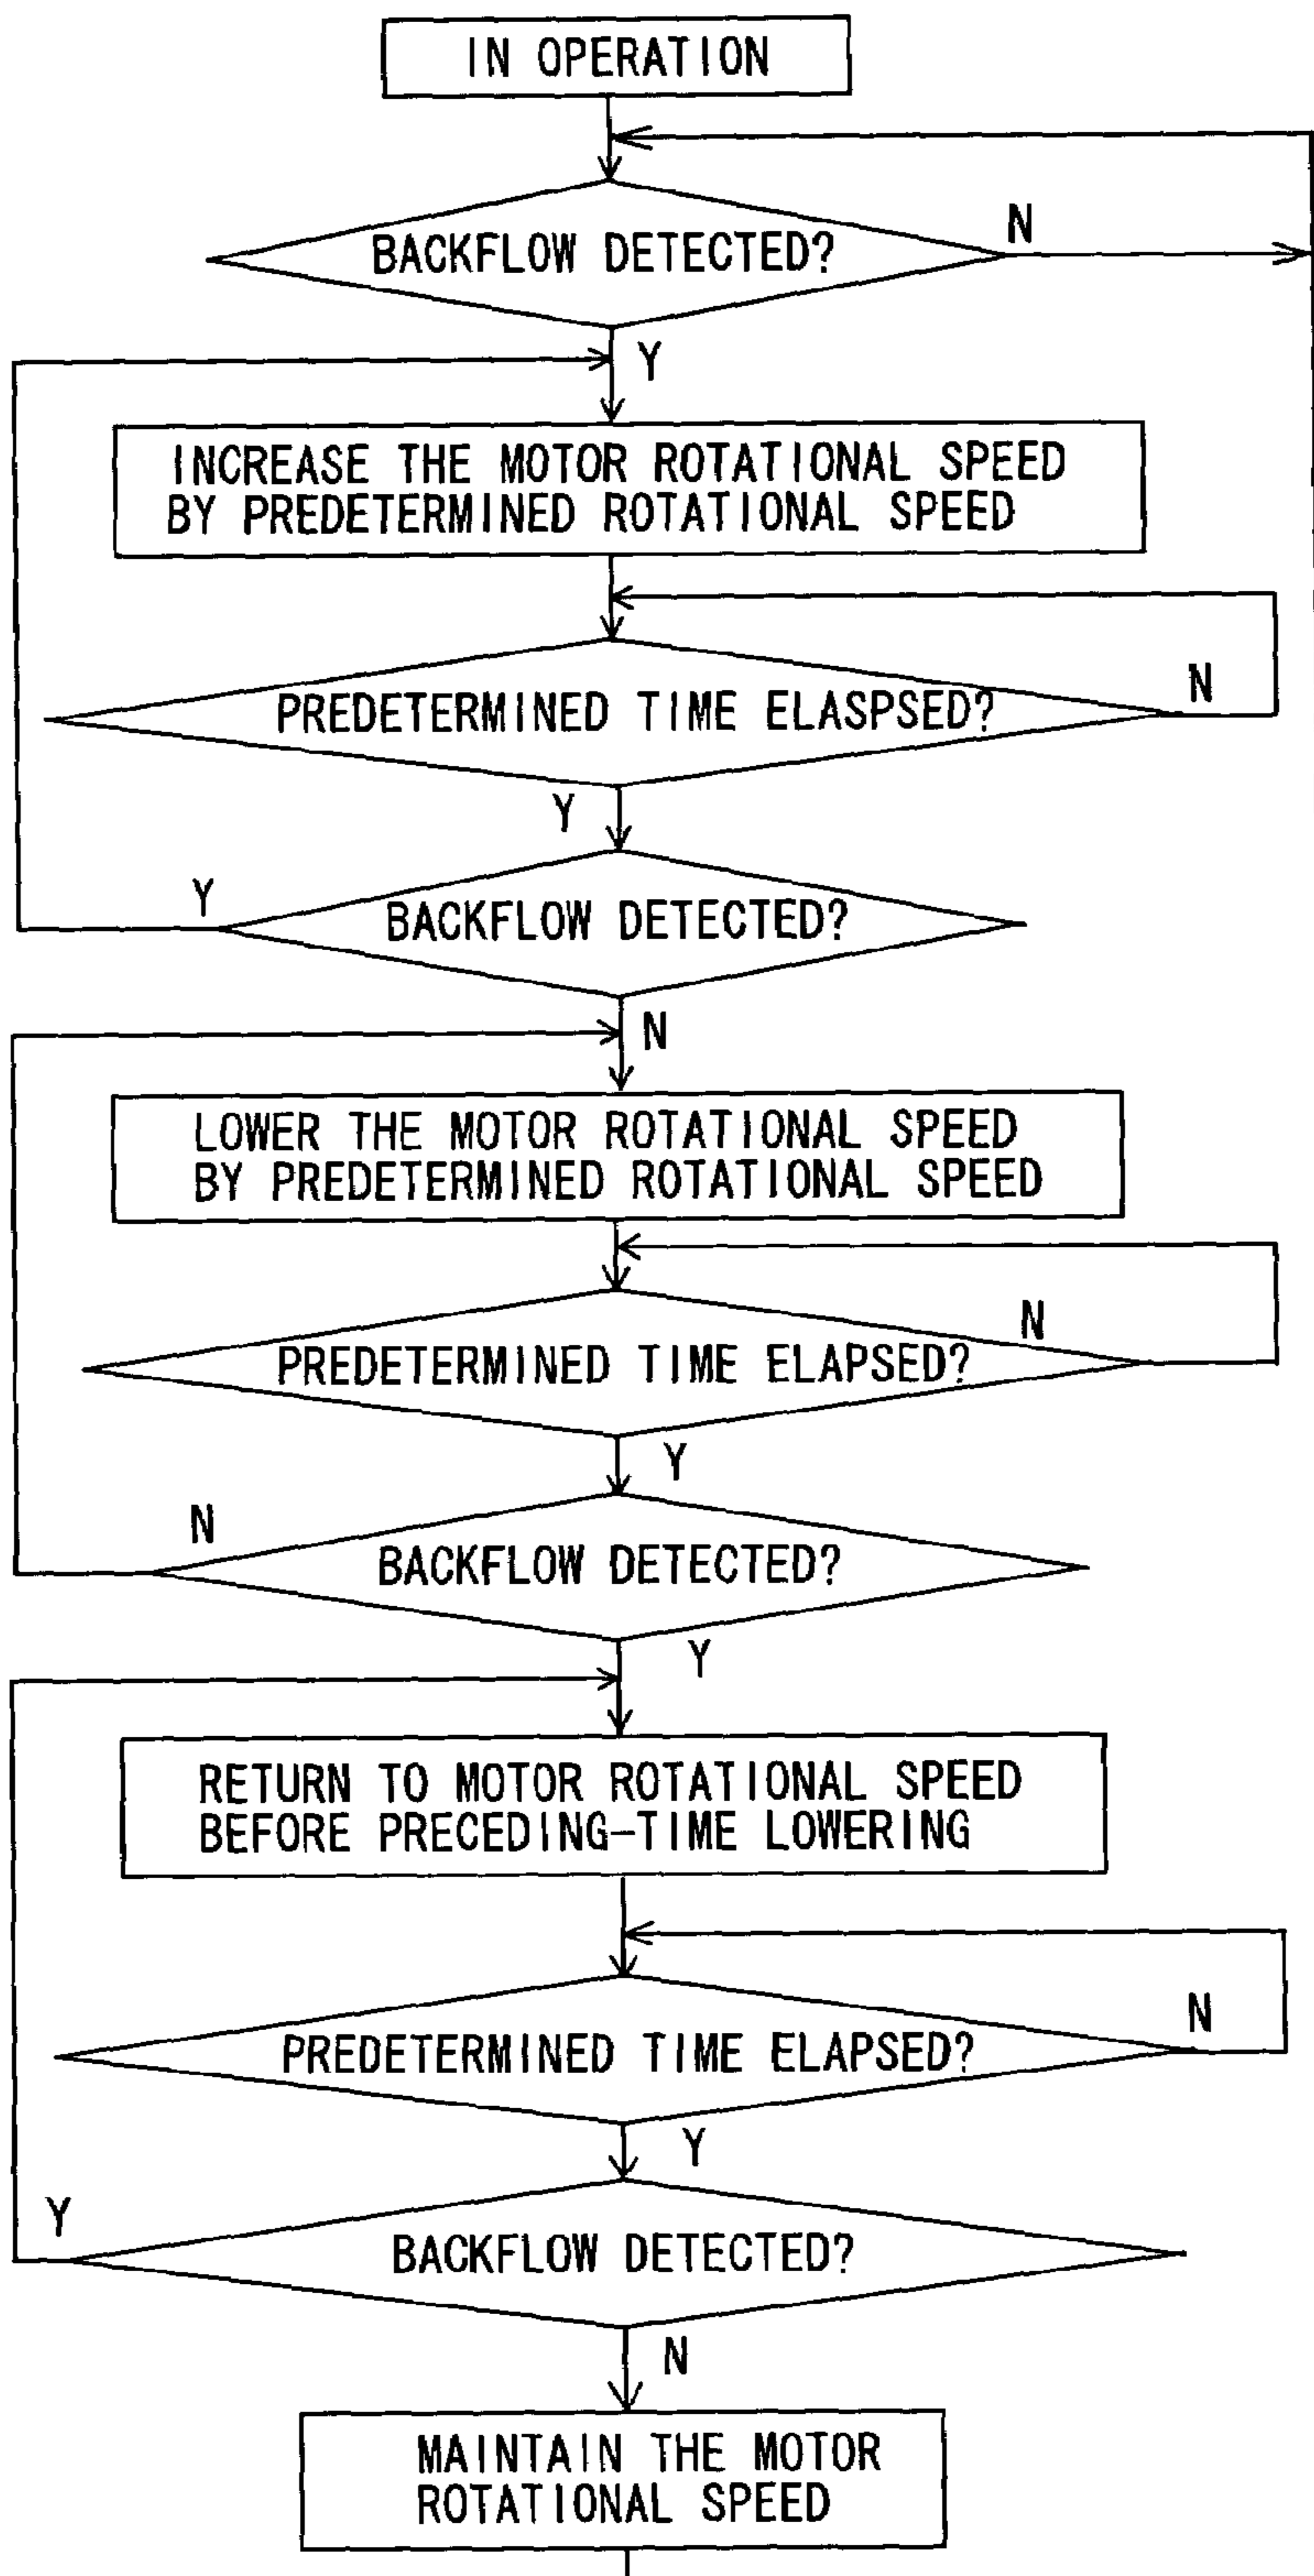 IN OPERATION
BACKFLOW DETECTED?
N
Y
INCREASE THE MOTOR ROTATIONAL SPEED
BY PREDETERMINED ROTATIONAL SPEED
PREDETERMINED TIME ELASPSED?
N
Y
Y
BACKFLOW DETECTED?
N
LOWER THE MOTOR ROTATIONAL SPEED
BY PREDETERMINED ROTATIONAL SPEED
N
PREDETERMINED TIME ELAPSED?
Y
N
BACKFLOW DETECTED?
Y
RETURN TO MOTOR ROTATIONAL SPEED
BEFORE PRECEDING-TIME LOWERING
N
PREDETERMINED TIME ELAPSED?
Y
Y
BACKFLOW DETECTED?
N
MAINTAIN THE MOTOR
ROTATIONAL SPEED